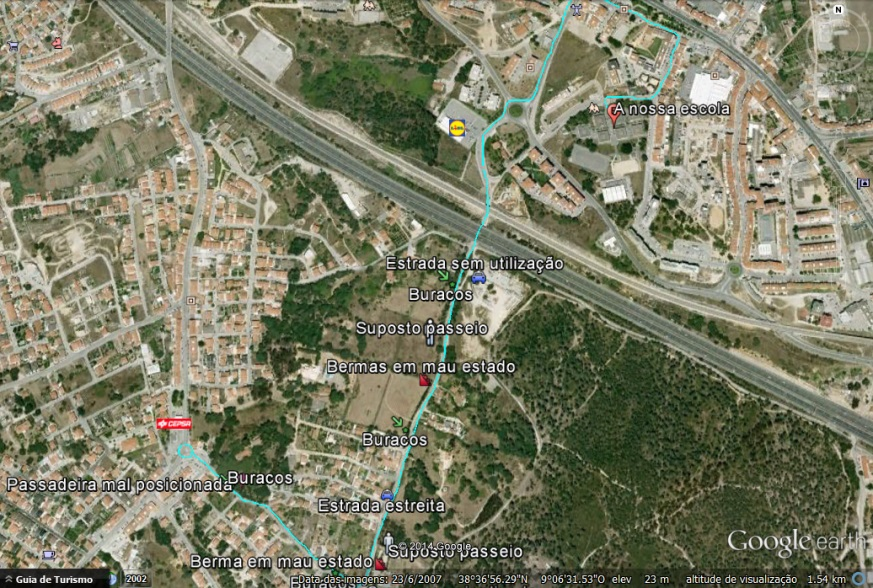 N
A nossa escola
LIDL
Estrada sem utilização
Buracos
Suposto passeio
Bermas em mau estado
CEPSA
Buracos
Passadeira mal posicionada
Buracos
Estrada estreita
© 2014 Google
Google earth
Suposto passeio
Berma em mau estado
Buracos
Guia de Turismo
2002
Data das imagens: 23/6/2007 38°36'56.29"N 9°06'31.53"O elev 23 m altitude de visualização 1.54 km